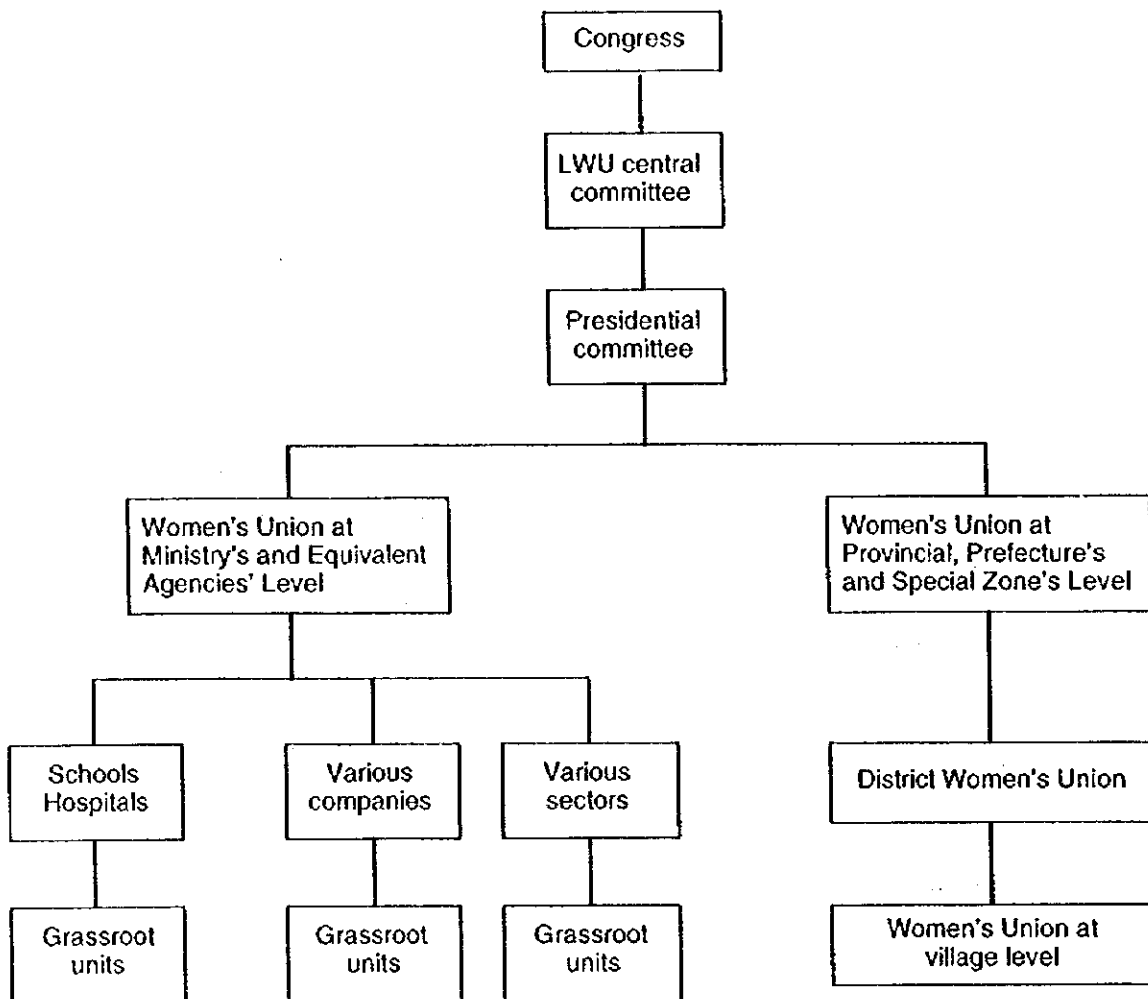 Congress
LWU central
committee
Presidential
committee
Women's Union at
Ministry's and Equivalent
Agencies' Level
Women's Union at
Provincial, Prefecture's
and Special Zone's Level
Schools
Hospitals
Various
companies
Various
sectors
District Women's Union
Grassroot
units
Grassroot
units
Grassroot
units
Women's Union at
village level